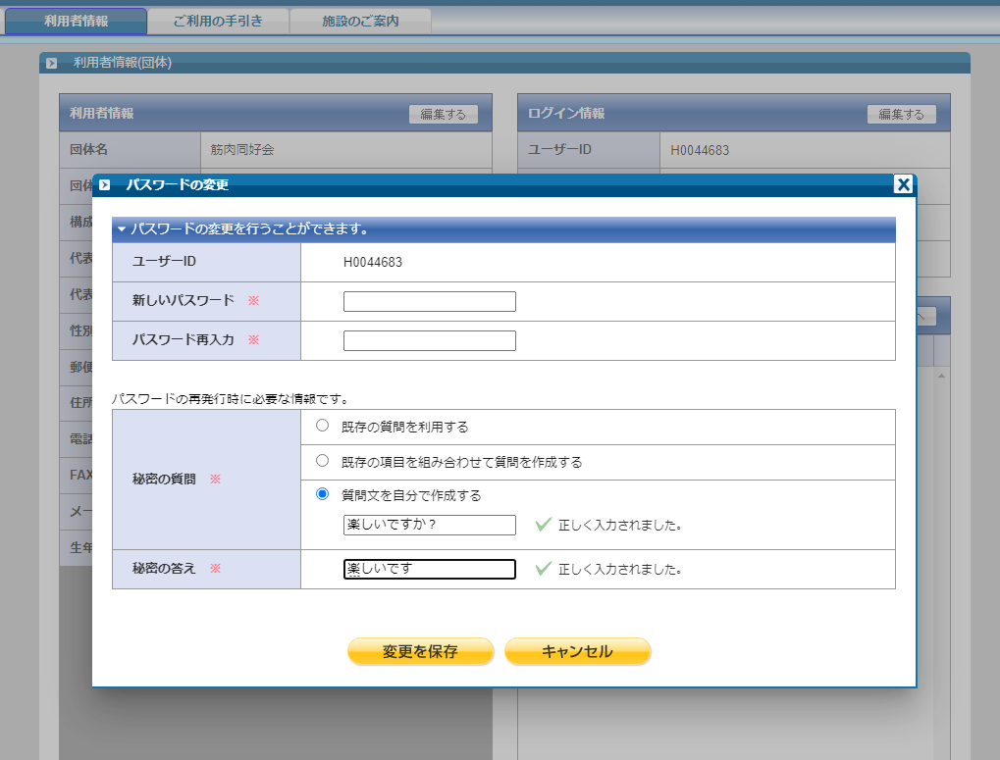 利用者情報 ご利用の手引き 施設のご案内
利用者情報(団体)
利用者情報 編集する
ログイン情報 編集する
団体名 筋肉同好会
ユーザーID H0044683
団体
構成
代表
代表
性別
郵便
住所
電話
FAX
メー
生年
へ
パスワードの変更
パスワードの変更を行うことができます。
ユーザーID H0044683
新しいパスワード ※
パスワード再入力 ※
パスワードの再発行時に必要な情報です。
秘密の質問 ※
既存の質問を利用する
既存の項目を組み合わせて質問を作成する
質問文を自分で作成する
楽しいですか？ 正しく入力されました。
秘密の答え ※ 楽しいです 正しく入力されました。
変更を保存 キャンセル